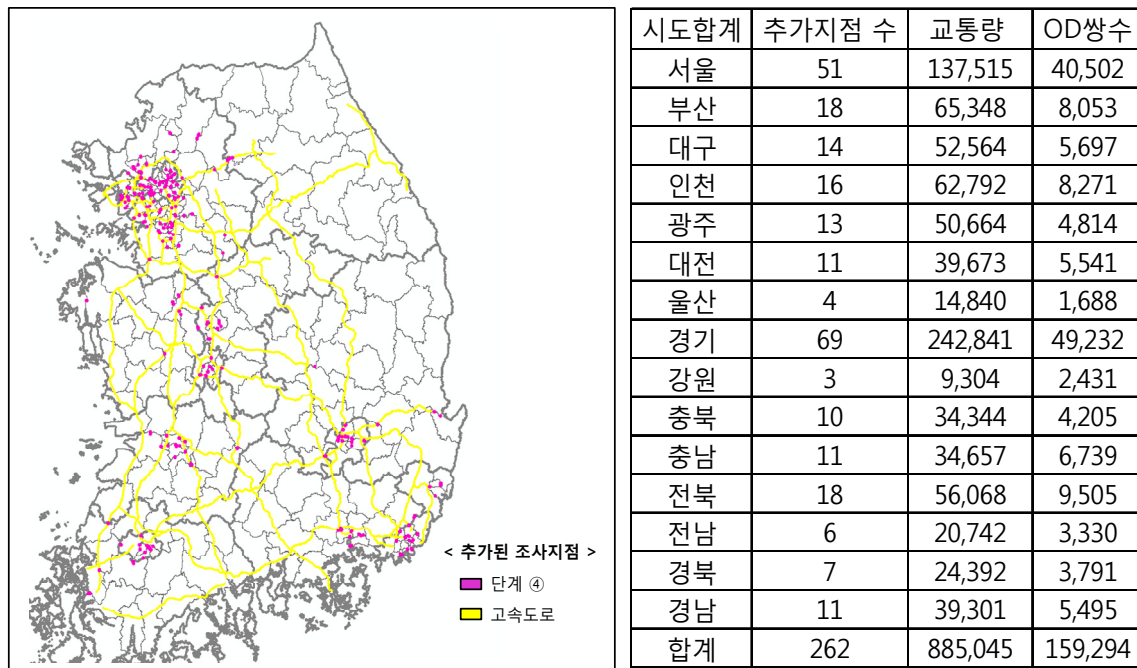 < 추가된 조사지점 >
단계 ④
고속도로
시도합계 추가지점 수 교통량 OD쌍수
서울 51 137,515 40,502
부산 18 65,348 8,053
대구 14 52,564 5,697
인천 16 62,792 8,271
광주 13 50,664 4,814
대전 11 39,673 5,541
울산 4 14,840 1,688
경기 69 242,841 49,232
강원 3 9,304 2,431
충북 10 34,344 4,205
충남 11 34,657 6,739
전북 18 56,068 9,505
전남 6 20,742 3,330
경북 7 24,392 3,791
경남 11 39,301 5,495
합계 262 885,045 159,294